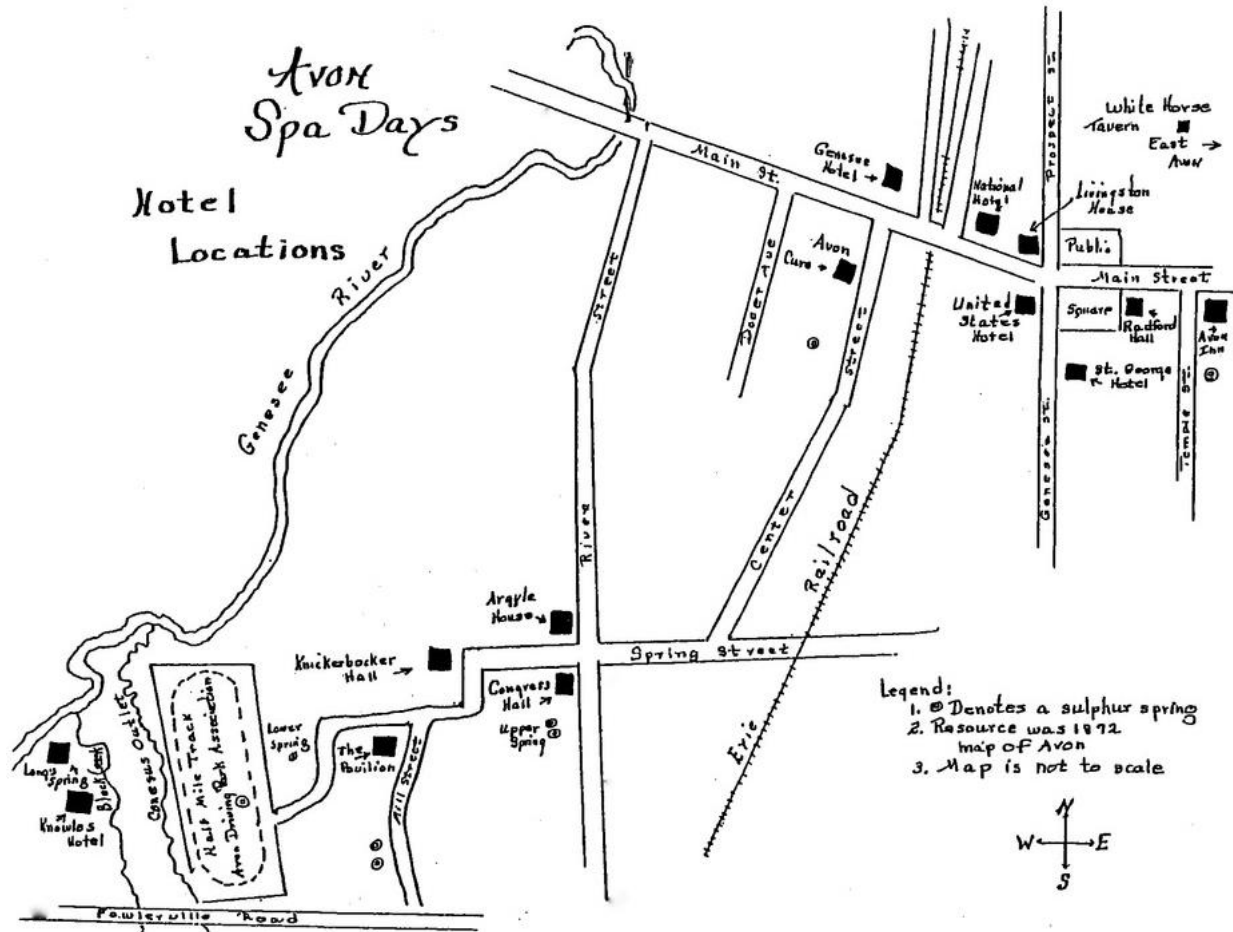 Avon
Spa Days
Hotel
Locations
Genesee River
Main St.
Genesee
Hotel
National
Hotel
Livingston
House
Prospect St.
White Horse
Tavern
East
Avon
Public
Square
Main Street
Avon
Cure
United
States
Hotel
Radford
Hall
Avon
Inn
St. George
Hotel
Temple St.
Genesee St.
River Street
Center Street
Erie Railroad
Argyle
House
Spring Street
Knickerbocker
Hall
Congress
Hall
Upper
Spring
Lower
Spring
The
Pavilion
Mill Street
Conesus Outlet
Half Mile Track
Avon Driving Park Association
Spring
Black Creek
Knowles
Hotel
Fowlerville Road
Legend:
1. Denotes a sulphur spring
2. Resource was 1892
map of Avon
3. Map is not to scale
N
W E
S